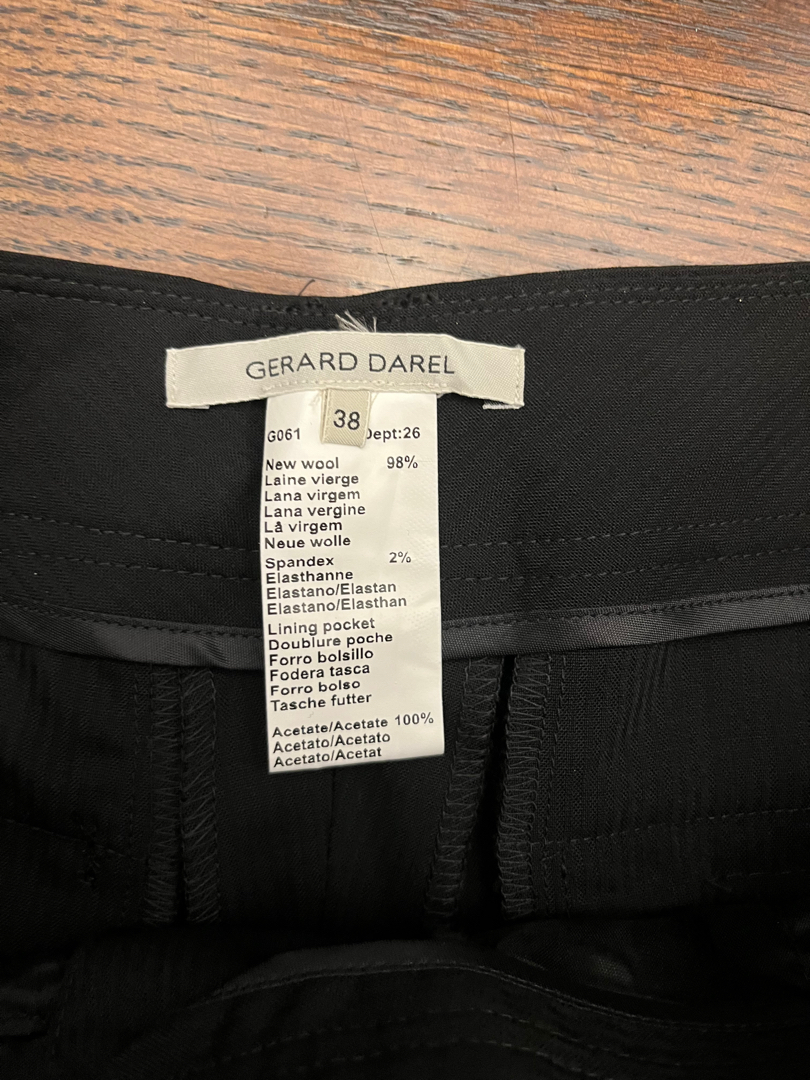 GERARD DAREL
38
G061 Dept:26
New wool 98%
Laine vierge
Lana virgem
Lana vergine
Lå virgem
Neue wolle
Spandex 2%
Elasthanne
Elastano/Elastan
Elastano/Elasthan
Lining pocket
Doublure poche
Forro bolsillo
Fodera tasca
Forro bolso
Tasche futter
Acetate/Acetate 100%
Acetato/Acetato
Acetato/Acetat